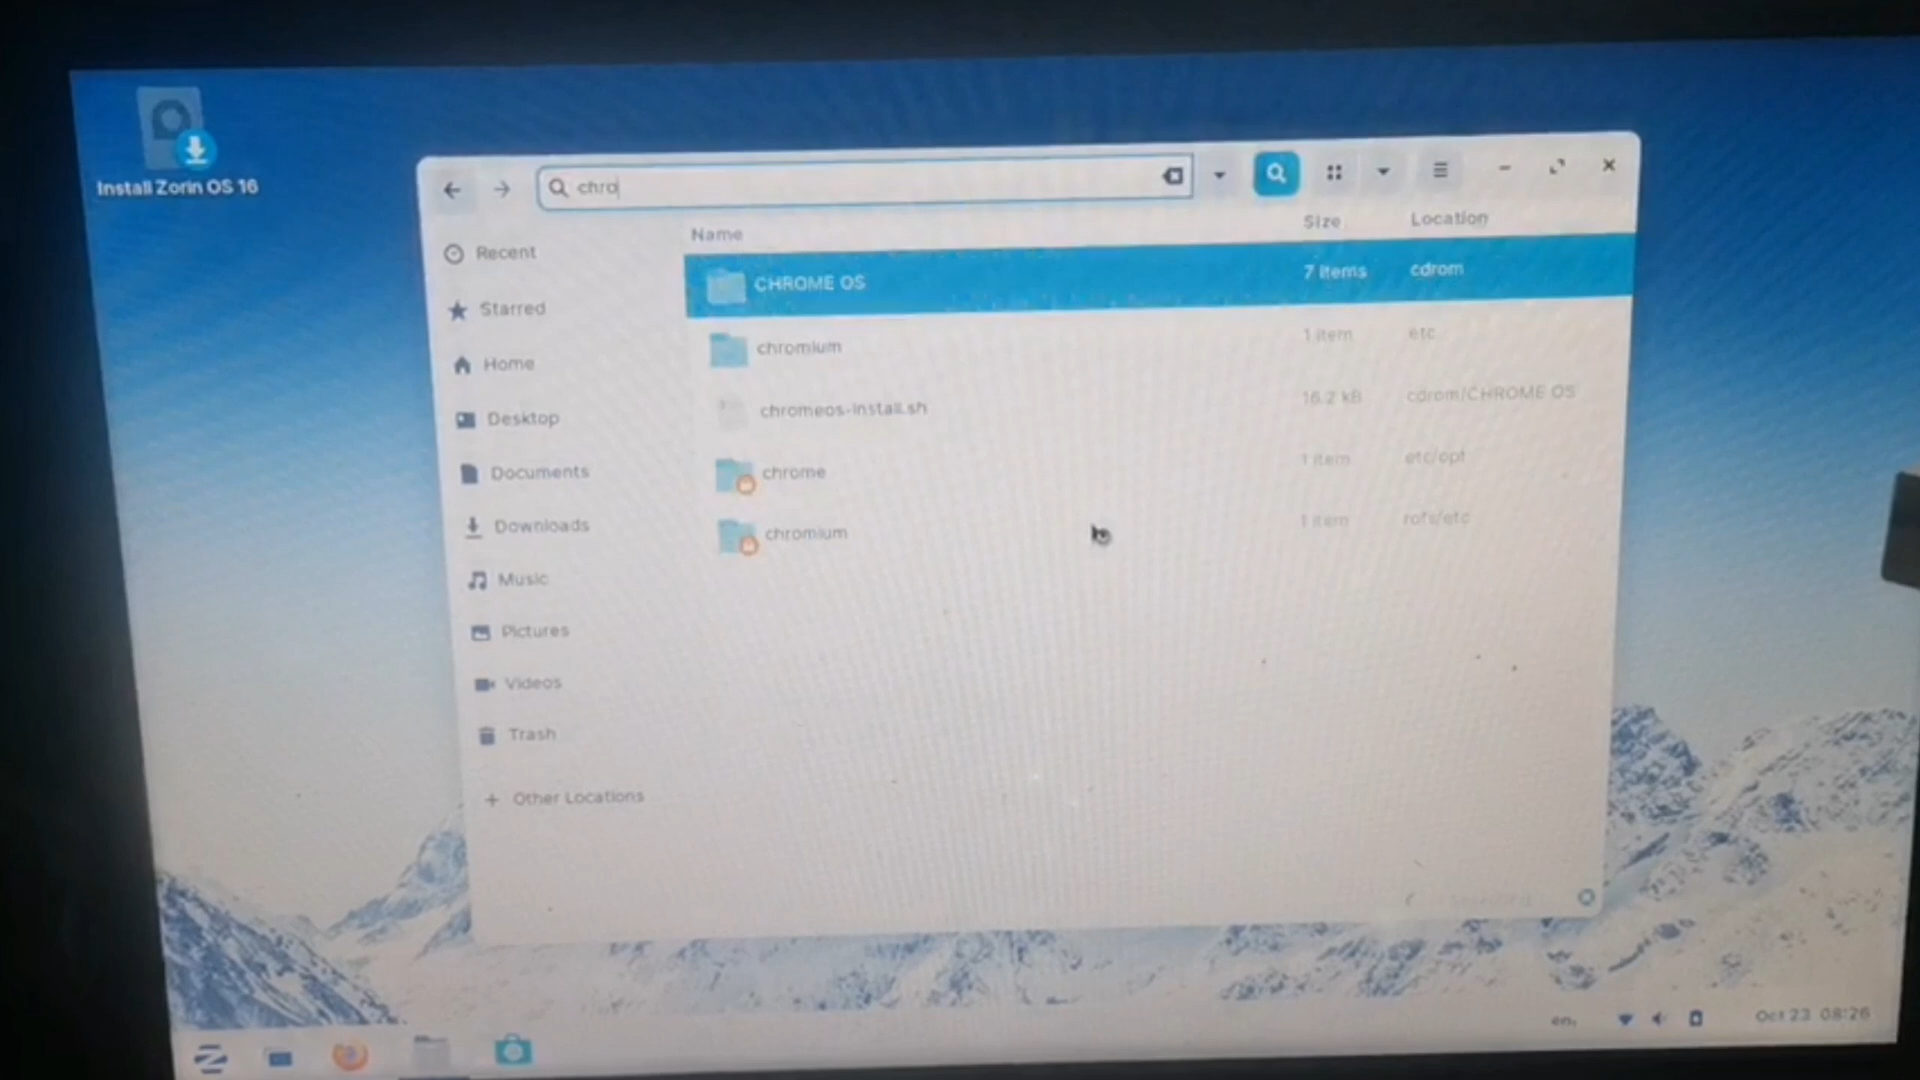 Install Zorin OS 16
chro
Name Size Location
Recent
Starred
Home
Desktop
Documents
Downloads
Music
Pictures
Videos
Trash
Other Locations
CHROME OS 7 items cdrom
chromium 1 item etc
chromeos-install.sh 16.2 kB cdrom/CHROME OS
chrome 1 item etc/opt
chromium 1 item rofs/etc
en,
Oct 23 08:26